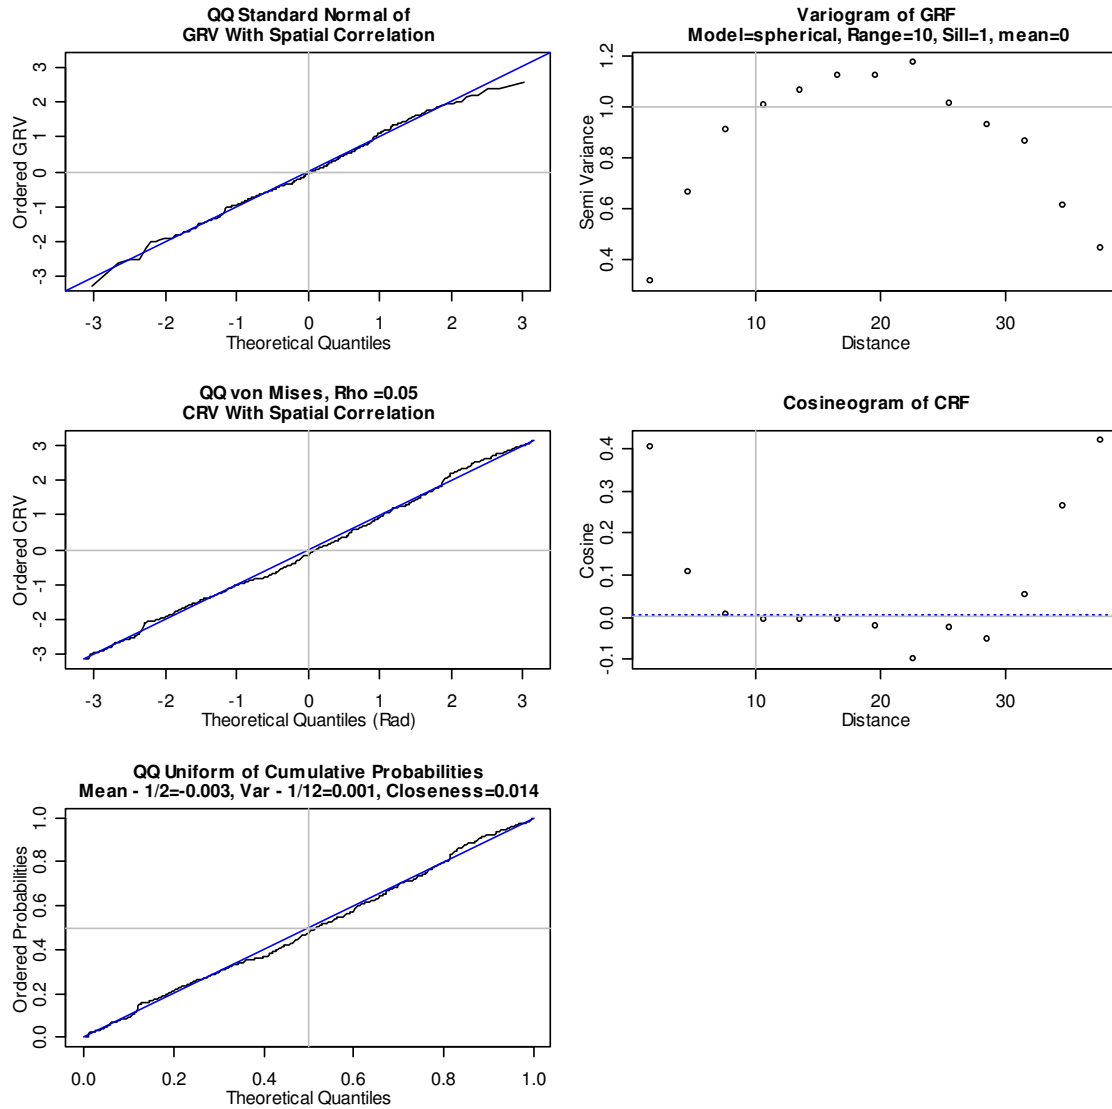 QQ Standard Normal of
GRV With Spatial Correlation
Ordered GRV
3
2
1
0
-1
-2
-3
-3 -2 -1 0 1 2 3
Theoretical Quantiles
Variogram of GRF
Model=spherical, Range=10, Sill=1, mean=0
Semi Variance
1.2
1.0
0.8
0.6
0.4
10 20 30
Distance
QQ von Mises, Rho =0.05
CRV With Spatial Correlation
Ordered CRV
3
2
1
0
-1
-2
-3
-3 -2 -1 0 1 2 3
Theoretical Quantiles (Rad)
Cosineogram of CRF
Cosine
0.4
0.3
0.2
0.1
0.0
-0.1
10 20 30
Distance
QQ Uniform of Cumulative Probabilities
Mean - 1/2=-0.003, Var - 1/12=0.001, Closeness=0.014
Ordered Probabilities
1.0
0.8
0.6
0.4
0.2
0.0
0.0 0.2 0.4 0.6 0.8 1.0
Theoretical Quantiles